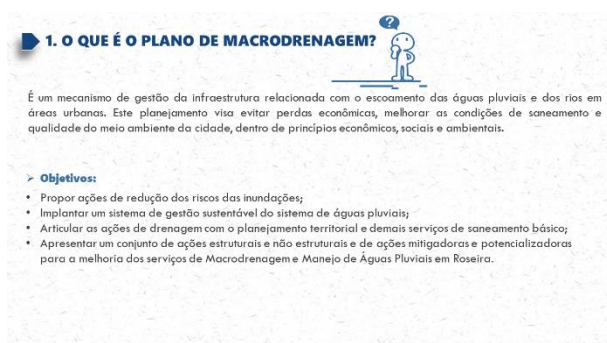 ?
1. O QUE É O PLANO DE MACRODRENAGEM?
É um mecanismo de gestão da infraestrutura relacionada com o escoamento das águas pluviais e dos rios em
áreas urbanas. Este planejamento visa evitar perdas econômicas, melhorar as condições de saneamento e
qualidade do meio ambiente da cidade, dentro de princípios econômicos, sociais e ambientais.
➢ Objetivos:
• Propor ações de redução dos riscos das inundações;
• Implantar um sistema de gestão sustentável do sistema de águas pluviais;
• Articular as ações de drenagem com o planejamento territorial e demais serviços de saneamento básico;
• Apresentar um conjunto de ações estruturais e não estruturais e de ações mitigadoras e potencializadoras
para a melhoria dos serviços de Macrodrenagem e Manejo de Águas Pluviais em Roseira.